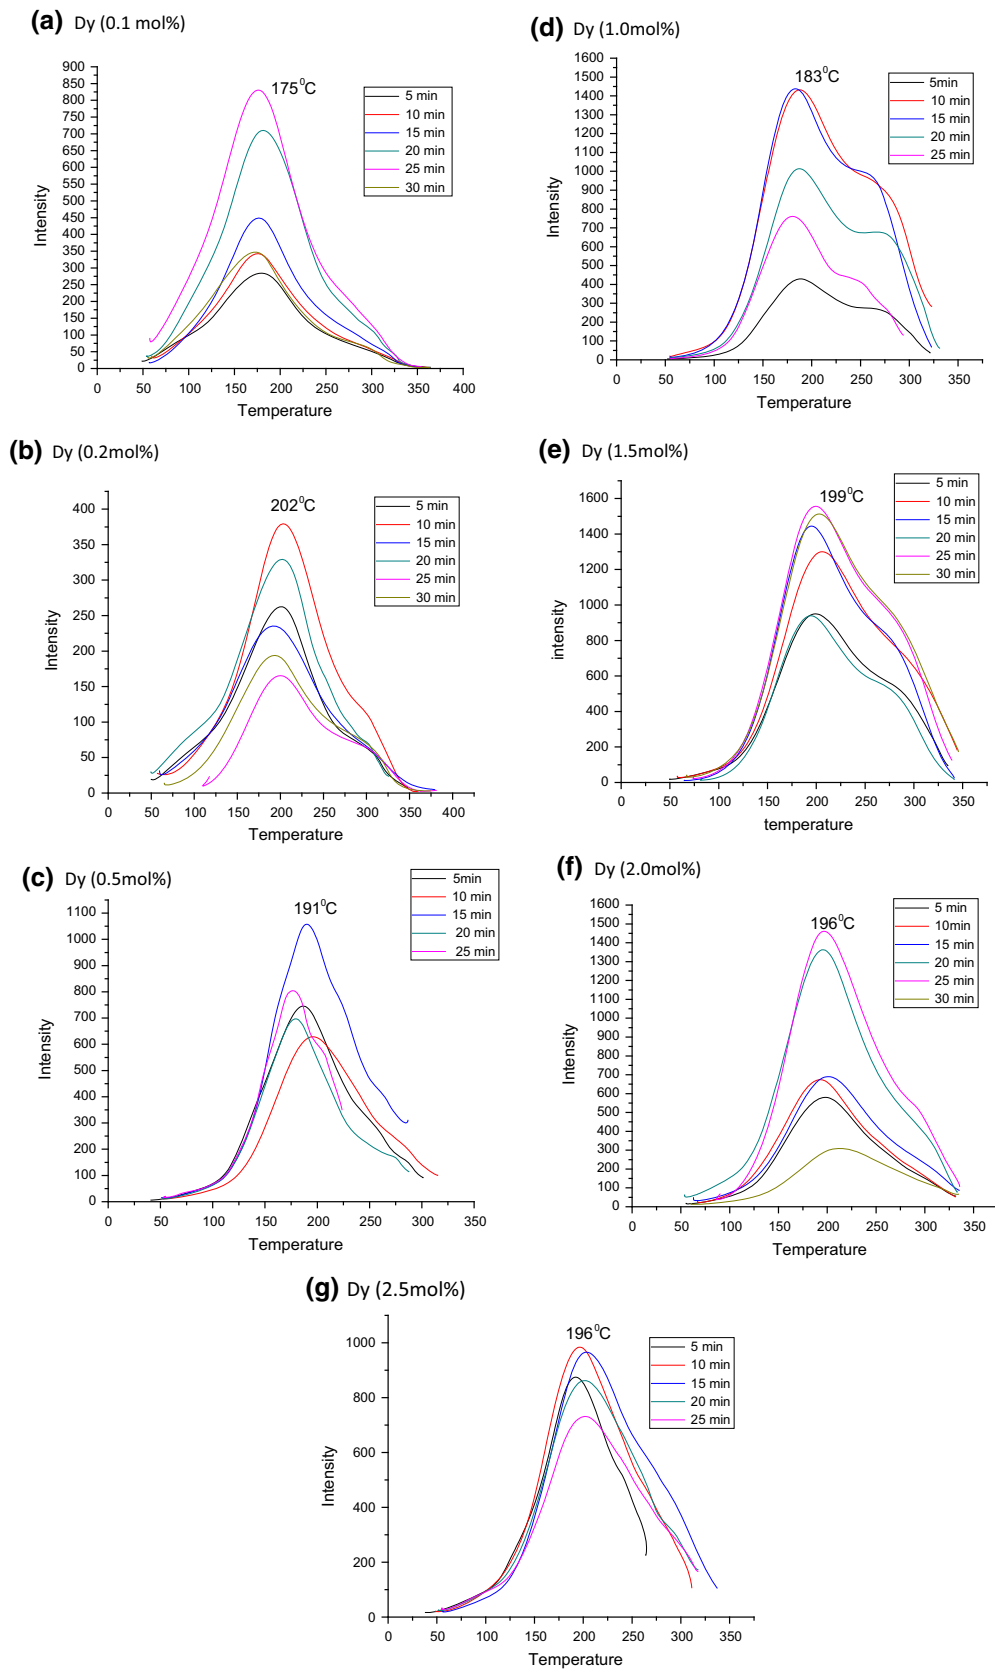 (a) Dy (0.1 mol%)
175⁰C
5 min
10 min
15 min
20 min
25 min
30 min
900
850
800
750
700
650
600
550
500
450
400
350
300
250
200
150
100
50
0
Intensity
0 50 100 150 200 250 300 350 400
Temperature
(d) Dy (1.0mol%)
183⁰C
5min
10 min
15 min
20 min
25 min
1600
1500
1400
1300
1200
1100
1000
900
800
700
600
500
400
300
200
100
0
Intensity
0 50 100 150 200 250 300 350
Temperature
(b) Dy (0.2mol%)
202⁰C
5 min
10 min
15 min
20 min
25 min
30 min
400
350
300
250
200
150
100
50
0
Intensity
0 50 100 150 200 250 300 350 400
Temperature
(e) Dy (1.5mol%)
199⁰C
5 min
10 min
15 min
20 min
25 min
30 min
1600
1400
1200
1000
800
600
400
200
0
intensity
0 50 100 150 200 250 300 350
temperature
(c) Dy (0.5mol%)
191⁰C
5min
10 min
15 min
20 min
25 min
1100
1000
900
800
700
600
500
400
300
200
100
0
Intensity
0 50 100 150 200 250 300 350
Temperature
(f) Dy (2.0mol%)
196⁰C
5 min
10min
15 min
20 min
25 min
30 min
1600
1500
1400
1300
1200
1100
1000
900
800
700
600
500
400
300
200
100
0
Intensity
0 50 100 150 200 250 300 350
Temperature
(g) Dy (2.5mol%)
196⁰C
5 min
10 min
15 min
20 min
25 min
1000
800
600
400
200
0
Intensity
0 50 100 150 200 250 300 350
Temperature